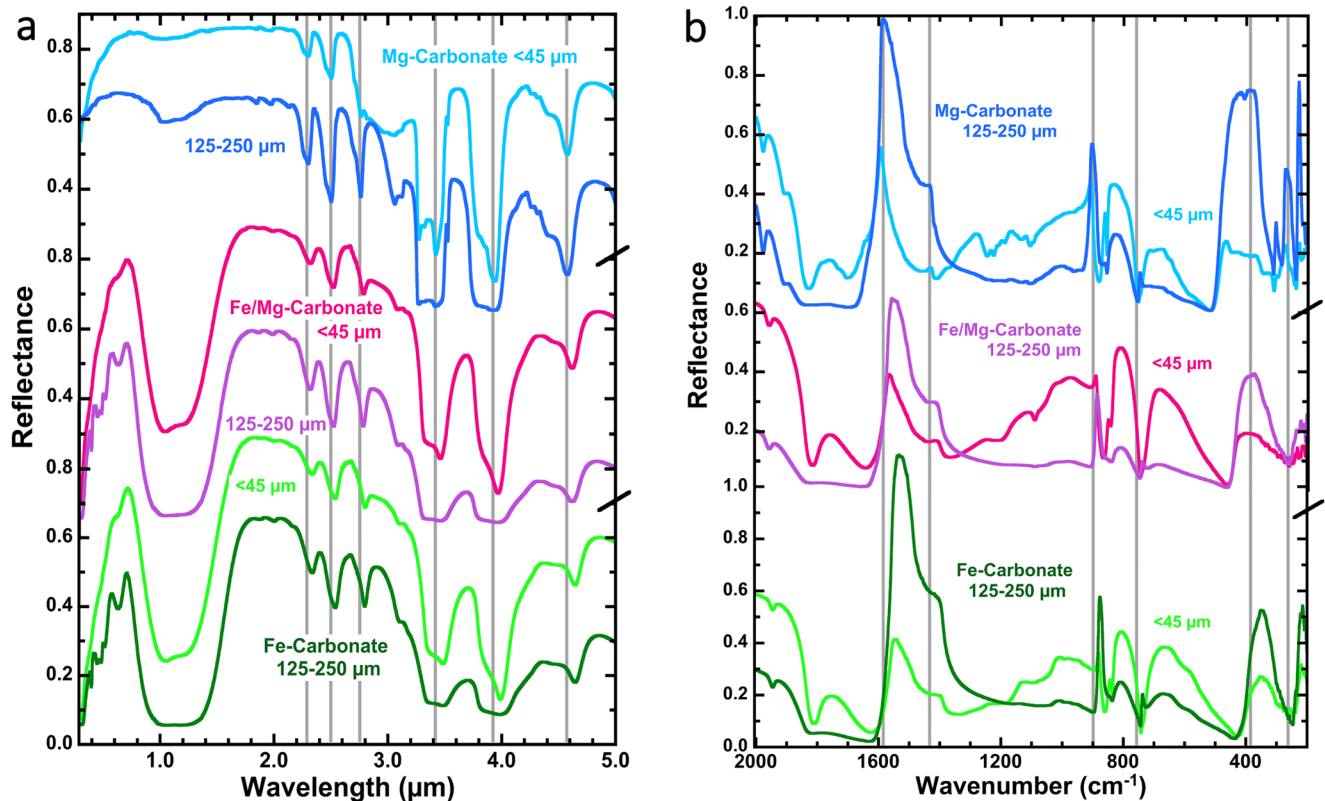 a
Reflectance
0.8
0.6
0.4
0.8
0.6
0.4
0.8
0.6
0.4
0.2
0.0
Mg-Carbonate <45 µm
125-250 µm
Fe/Mg-Carbonate
<45 µm
125-250 µm
<45 µm
Fe-Carbonate
125-250 µm
1.0 2.0 3.0 4.0 5.0
Wavelength (µm)
b
Reflectance
1.0
0.8
0.6
0.4
0.2
0.6
0.4
0.2
1.0
0.8
0.6
0.4
0.2
0.0
Mg-Carbonate
125-250 µm
<45 µm
Fe/Mg-Carbonate
125-250 µm
<45 µm
Fe-Carbonate
125-250 µm
<45 µm
2000 1600 1200 800 400
Wavenumber (cm⁻¹)